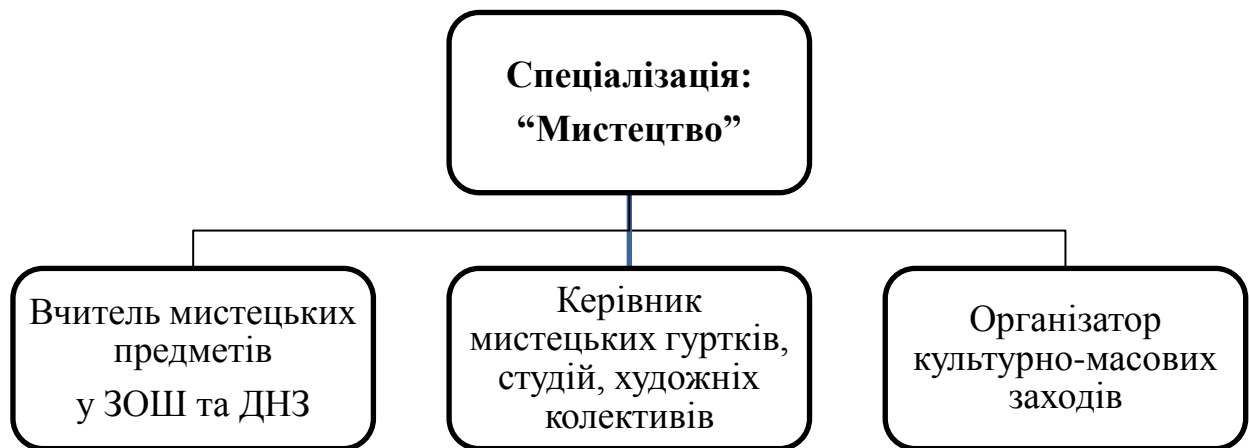 Спеціалізація:
“Мистецтво”
Вчитель мистецьких
предметів
у ЗОШ та ДНЗ
Керівник
мистецьких гуртків,
студій, художніх
колективів
Організатор
культурно-масових
заходів